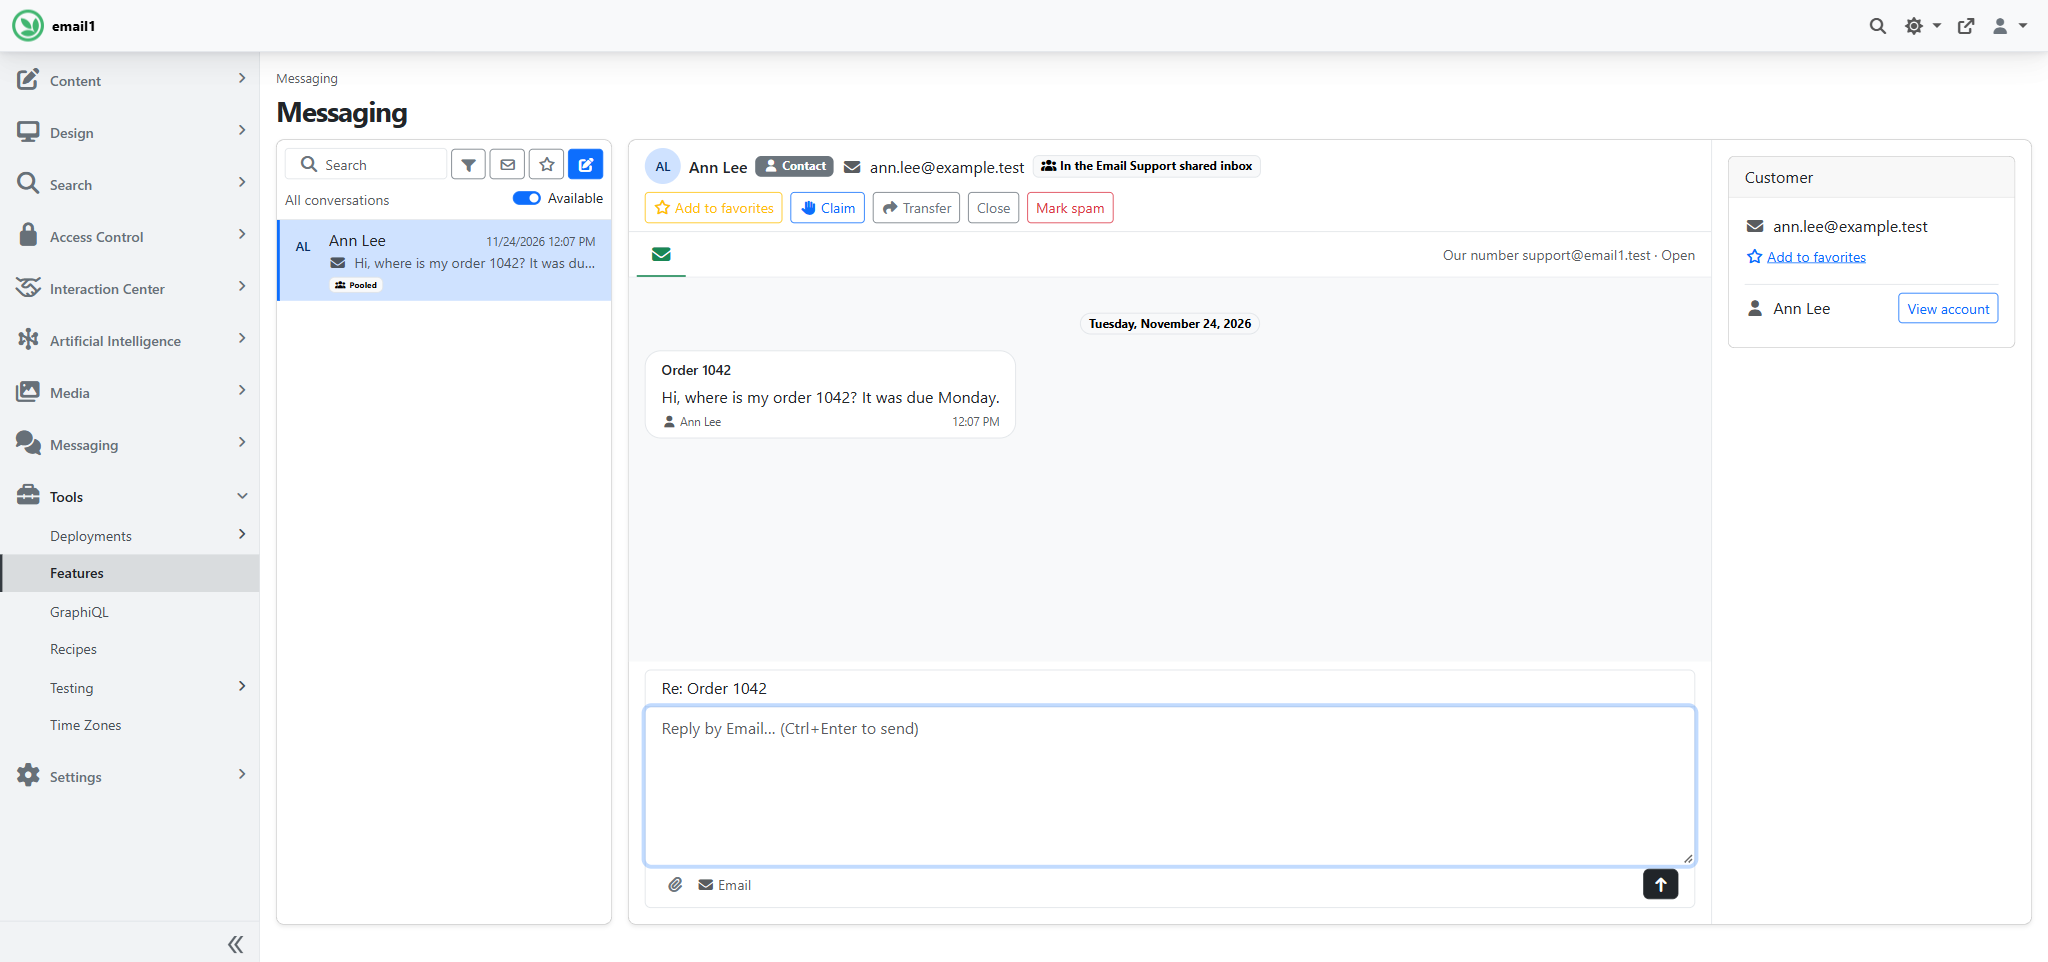 email1
Content
Design
Search
Access Control
Interaction Center
Artificial Intelligence
Media
Messaging
Tools
Deployments
Features
GraphiQL
Recipes
Testing
Time Zones
Settings
Messaging
Messaging
Search
All conversations
Available
AL
Ann Lee
11/24/2026 12:07 PM
Hi, where is my order 1042? It was du...
Pooled
AL
Ann Lee
Contact
ann.lee@example.test
In the Email Support shared inbox
Add to favorites
Claim
Transfer
Close
Mark spam
Our number support@email1.test · Open
Tuesday, November 24, 2026
Order 1042
Hi, where is my order 1042? It was due Monday.
Ann Lee
12:07 PM
Re: Order 1042
Reply by Email... (Ctrl+Enter to send)
Email
Customer
ann.lee@example.test
Add to favorites
Ann Lee
View account